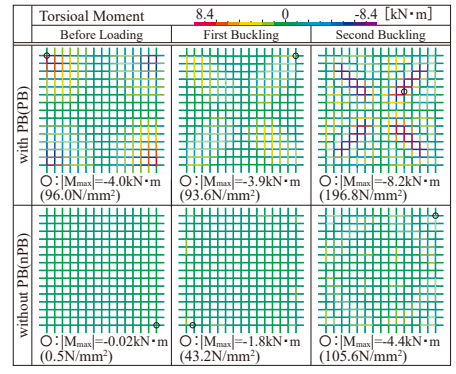 Torsioal Moment
8.4 0 -8.4 [kN・m]
Before Loading First Buckling Second Buckling
with PB(PB)
○:|Mmax|=-4.0kN・m
(96.0N/mm²)
○:|Mmax|=-3.9kN・m
(93.6N/mm²)
○:|Mmax|=-8.2kN・m
(196.8N/mm²)
without PB(nPB)
○:|Mmax|=-0.02kN・m
(0.5N/mm²)
○:|Mmax|=-1.8kN・m
(43.2N/mm²)
○:|Mmax|=-4.4kN・m
(105.6N/mm²)